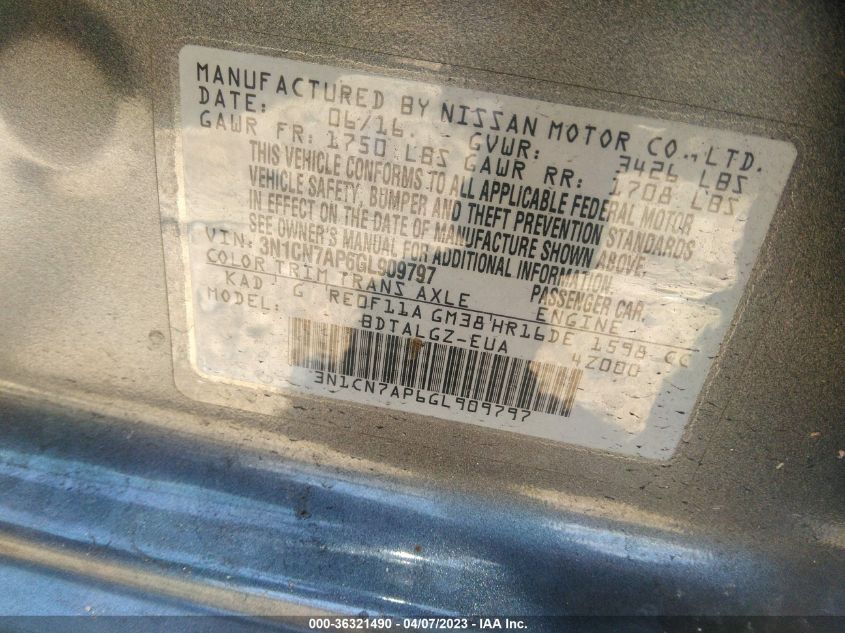 MANUFACTURED BY NISSAN MOTOR CO., LTD.
DATE: 06/16 GVWR: 3426 LBS
GAWR FR: 1750 LBS GAWR RR: 1708 LBS
THIS VEHICLE CONFORMS TO ALL APPLICABLE FEDERAL MOTOR
VEHICLE SAFETY, BUMPER AND THEFT PREVENTION STANDARDS
IN EFFECT ON THE DATE OF MANUFACTURE SHOWN ABOVE.
SEE OWNER'S MANUAL FOR ADDITIONAL INFORMATION.
VIN: 3N1CN7AP6GL909797 PASSENGER CAR.
COLOR TRIM TRANS AXLE ENGINE
KAD G RE0F11A GM38 HR16DE 1598 CC
MODEL: BDTALGZ-EUA 4Z000
3N1CN7AP6GL909797
000-36321490 - 04/07/2023 - IAA Inc.